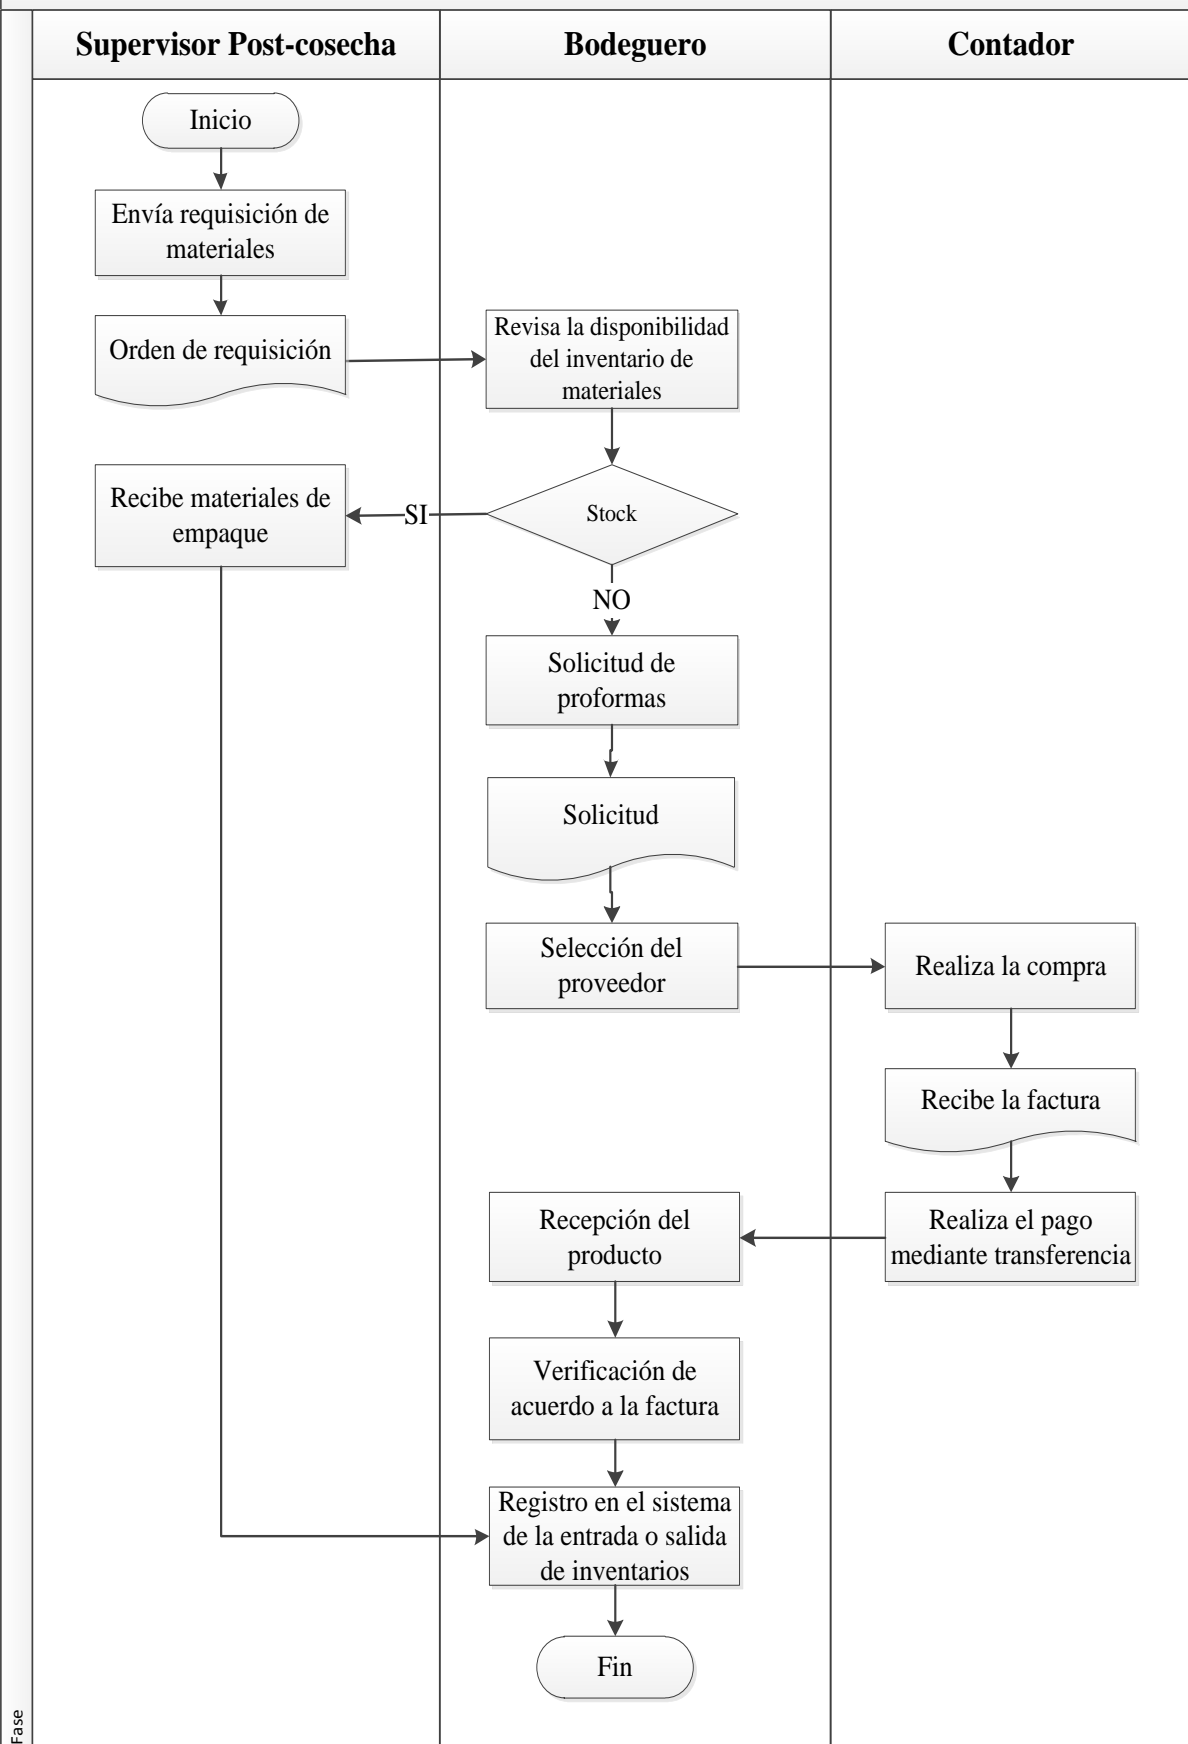 Supervisor Post-cosecha
Bodeguero
Contador
Inicio
Envía requisición de
materiales
Orden de requisición
Revisa la disponibilidad
del inventario de
materiales
Recibe materiales de
empaque
SI
Stock
NO
Solicitud de
proformas
Solicitud
Selección del
proveedor
Realiza la compra
Recibe la factura
Realiza el pago
mediante transferencia
Recepción del
producto
Verificación de
acuerdo a la factura
Registro en el sistema
de la entrada o salida
de inventarios
Fin
Fase